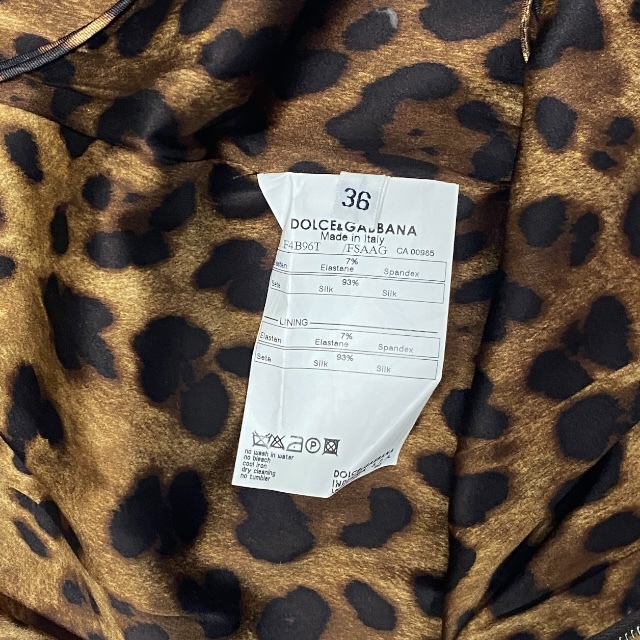 36
DOLCE&GABBANA
Made in Italy
F4B96T /FSAAG CA 00985
7%
Elastan Elastane Spandex
93%
Seta Silk Silk
LINING
7%
Elastan Elastane Spandex
93%
Seta Silk Silk
P
no wash in water
no bleach
cool iron
dry cleaning
no tumbler